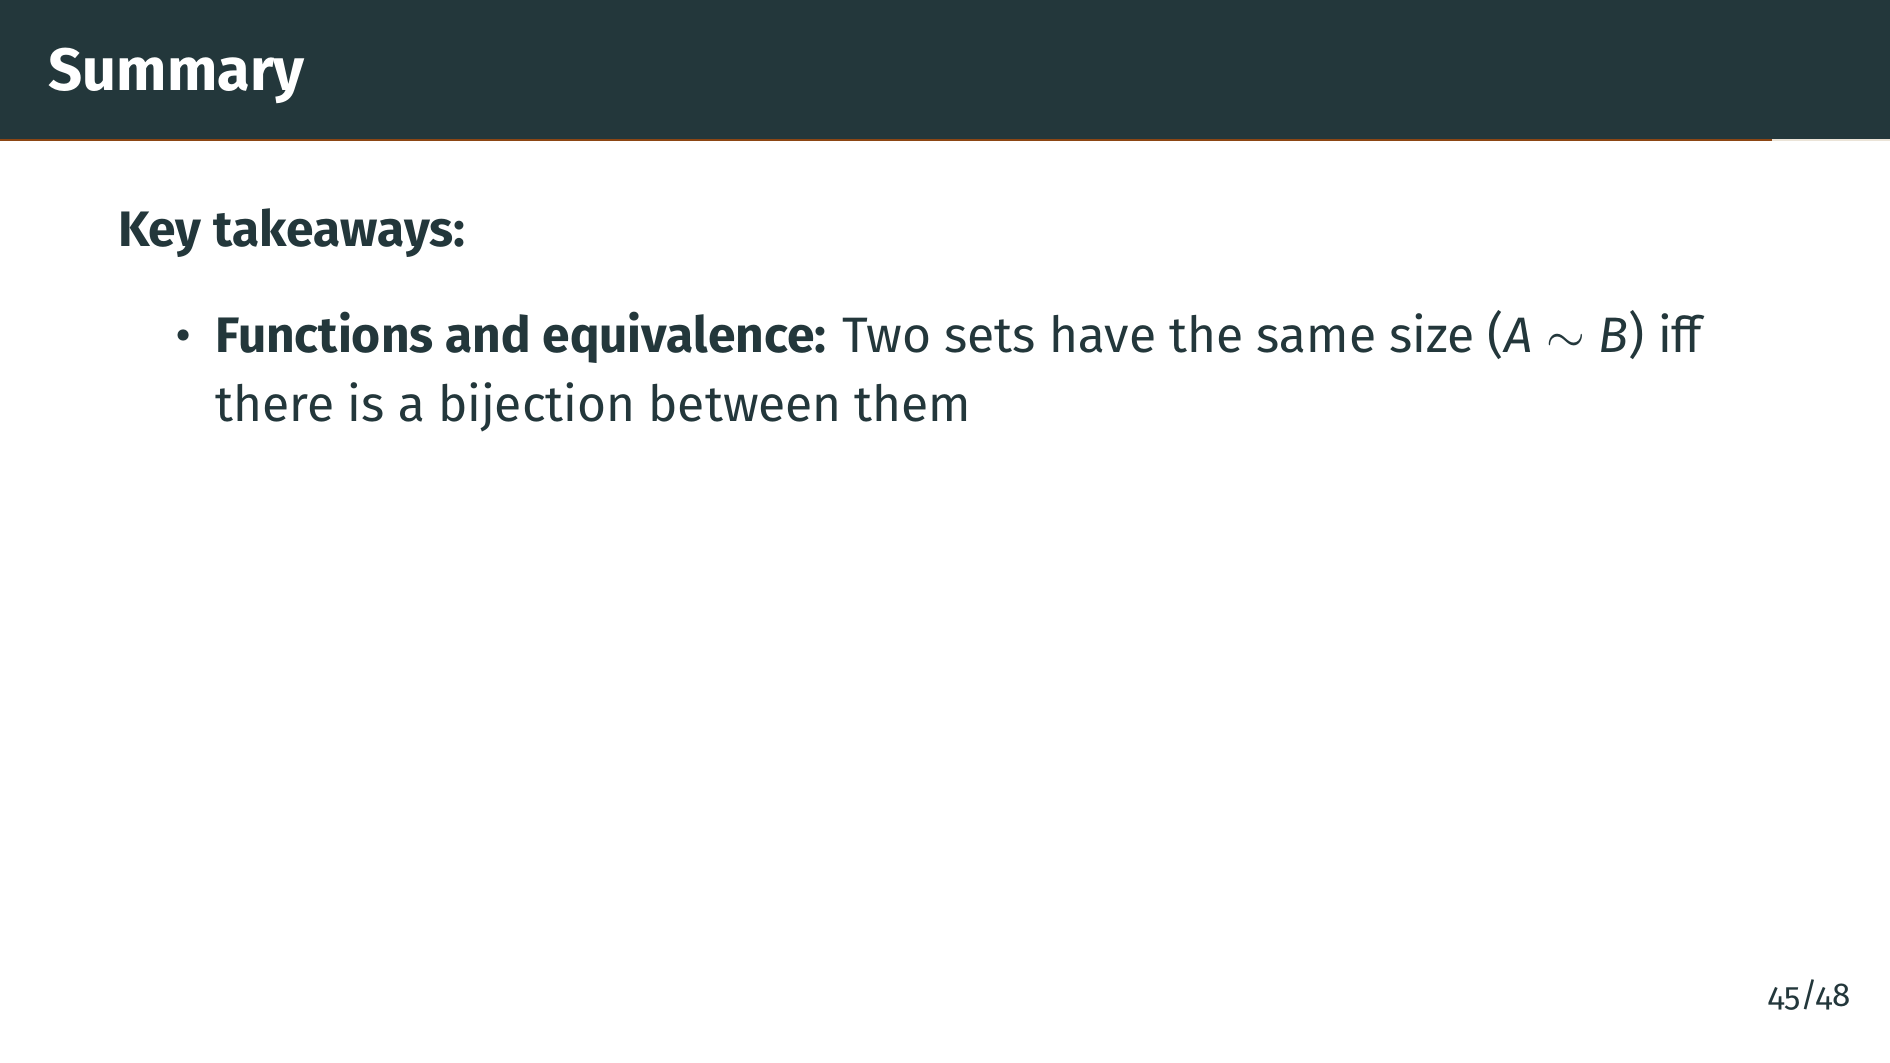 Summary
Key takeaways:
• Functions and equivalence: Two sets have the same size (A ∼ B) iff
there is a bijection between them
45/48